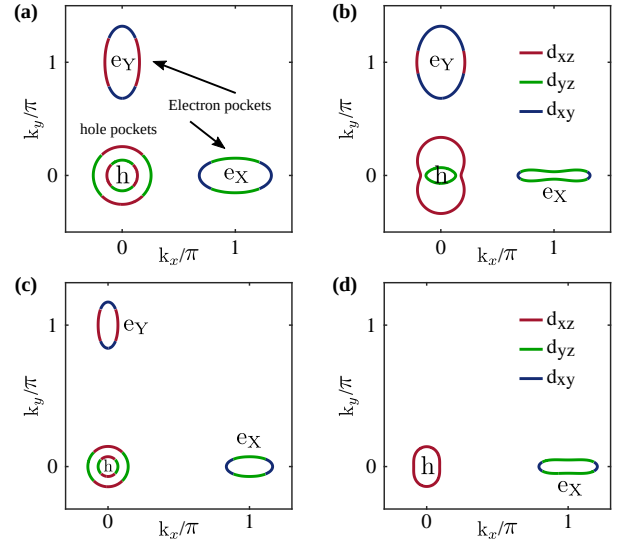 (a)
e_Y
Electron pockets
hole pockets
h
e_X
1
0
k_y/π
0
1
k_x/π
(b)
e_Y
d_xz
d_yz
d_xy
h
e_X
1
0
k_y/π
0
1
k_x/π
(c)
e_Y
e_X
h
1
0
k_y/π
0
1
k_x/π
(d)
d_xz
d_yz
d_xy
h
e_X
1
0
k_y/π
0
1
k_x/π